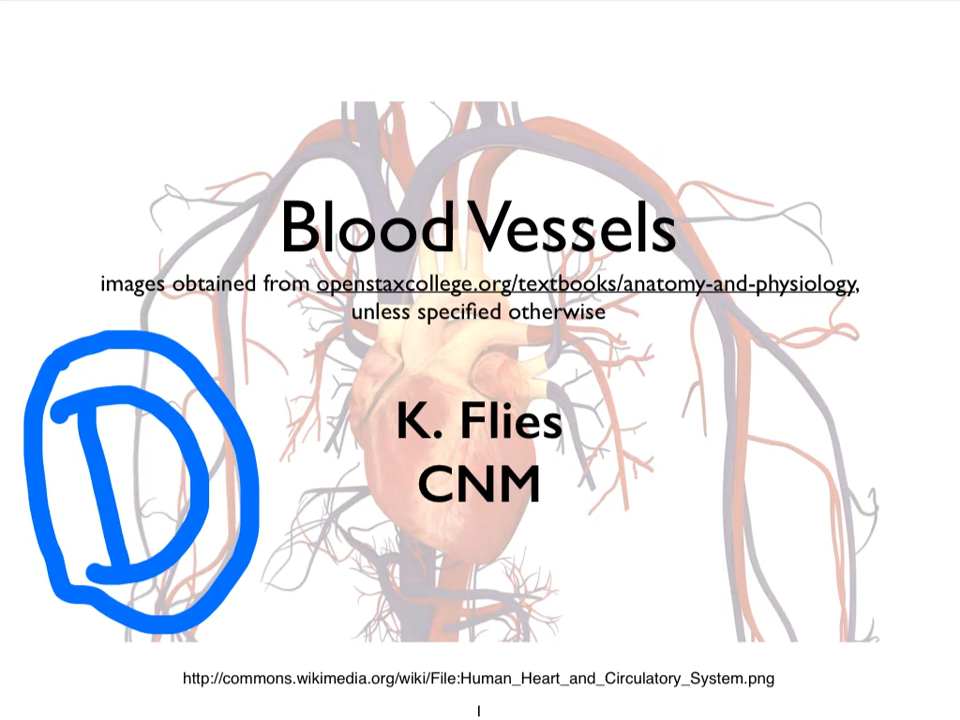 Blood Vessels
images obtained from openstaxcollege.org/textbooks/anatomy-and-physiology,
unless specified otherwise
D
K. Flies
CNM
http://commons.wikimedia.org/wiki/File:Human_Heart_and_Circulatory_System.png
1